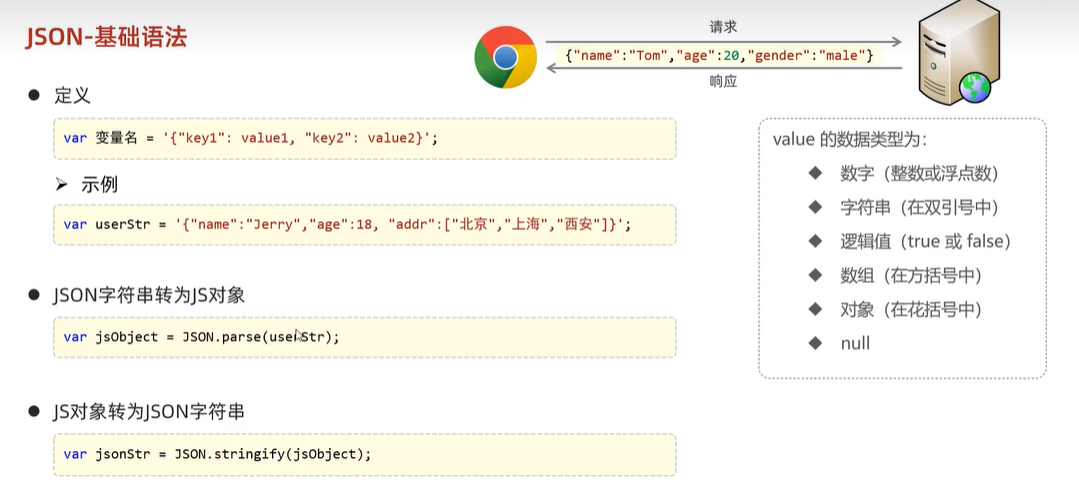 JSON-基础语法
请求
{"name":"Tom","age":20,"gender":"male"}
响应
定义
var 变量名 = '{"key1": value1, "key2": value2}';
示例
var userStr = '{"name":"Jerry","age":18, "addr":["北京","上海","西安"]}';
JSON字符串转为JS对象
var jsObject = JSON.parse(userStr);
JS对象转为JSON字符串
var jsonStr = JSON.stringify(jsObject);
value 的数据类型为：
数字（整数或浮点数）
字符串（在双引号中）
逻辑值（true 或 false）
数组（在方括号中）
对象（在花括号中）
null